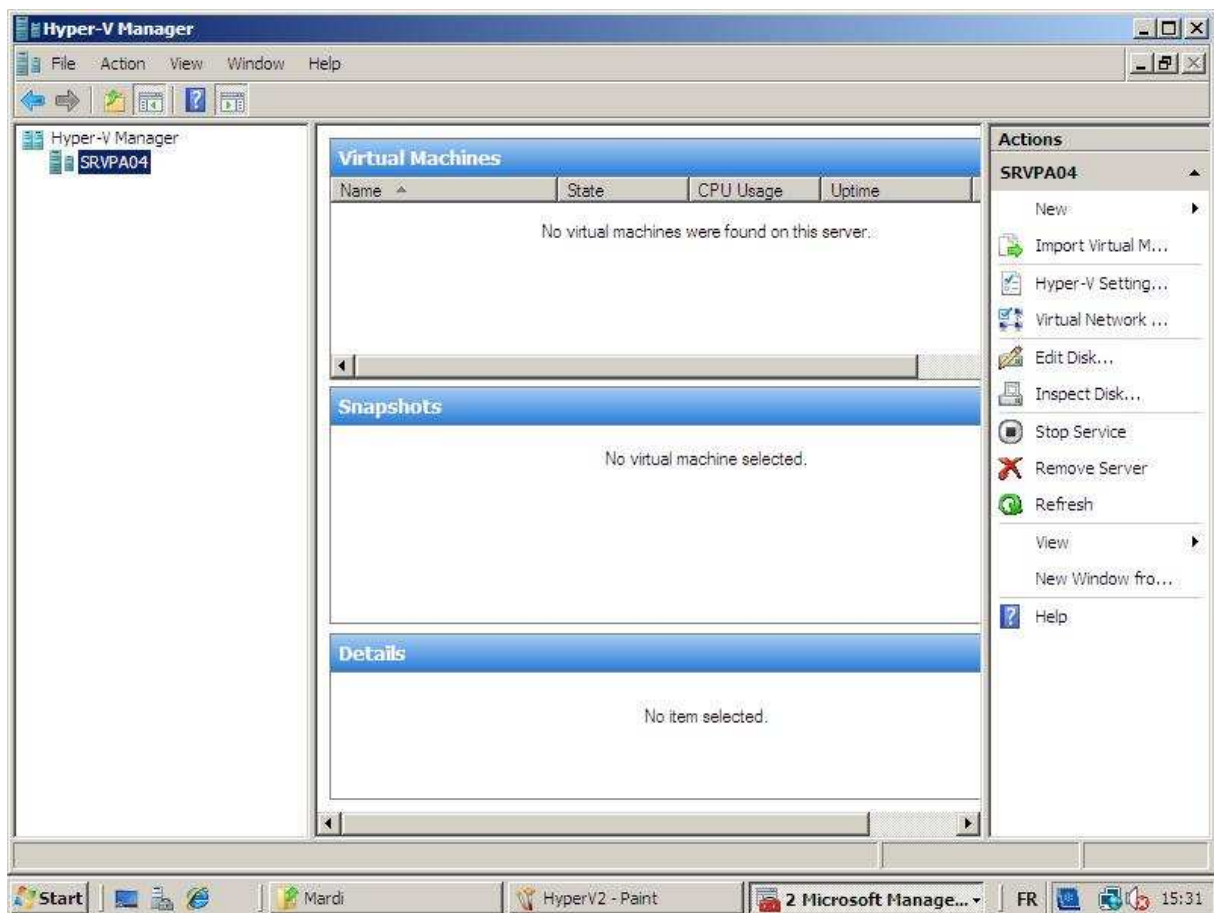 Hyper-V Manager
File Action View Window Help
Hyper-V Manager
SRVPA04
Virtual Machines
Name State CPU Usage Uptime
No virtual machines were found on this server.
Snapshots
No virtual machine selected.
Details
No item selected.
Actions
SRVPA04
New
Import Virtual M...
Hyper-V Setting...
Virtual Network ...
Edit Disk...
Inspect Disk...
Stop Service
Remove Server
Refresh
View
New Window fro...
Help
Start Mardi HyperV2 - Paint 2 Microsoft Manage... FR 15:31